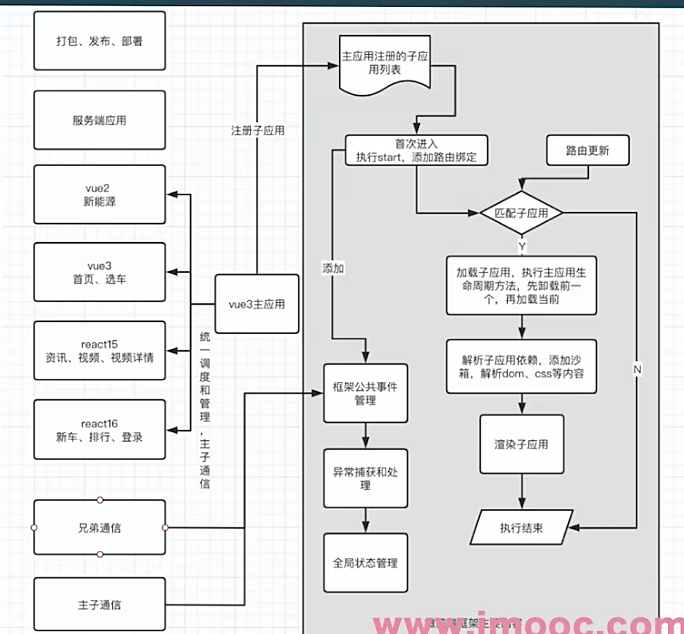 打包、发布、部署
服务端应用
vue2
新能源
vue3
首页、选车
react15
资讯、视频、视频详情
react16
新车、排行、登录
兄弟通信
主子通信
vue3主应用
统一调度和管理，主子通信
注册子应用
主应用注册的子应
用列表
首次进入
执行start，添加路由绑定
路由更新
匹配子应用
Y
N
添加
加载子应用，执行主应用生
命周期方法，先卸载前一
个，再加载当前
解析子应用依赖，添加沙
箱，解析dom、css等内容
渲染子应用
执行结束
框架公共事件
管理
异常捕获和处
理
全局状态管理
www.imooc.com